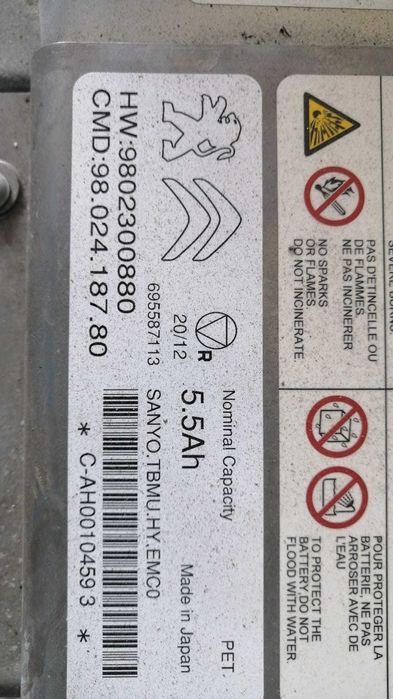 HW:9802300880
CMD:98.024.187.80
695587113
20/12
R
Nominal Capacity
5.5Ah
SANYO.TBMU.HY.EMC0
Made in Japan
PET
* C-AH0010459 3 *
PAS D'ETINCELLE OU
DE FLAMMES.
NE PAS INCINERER
NO SPARKS
OR FLAMES
DO NOT INCINERATE.
POUR PROTEGER LA
BATTERIE, NE PAS
ARROSER AVEC DE
L'EAU
TO PROTECT THE
BATTERY,DO NOT
FLOOD WITH WATER